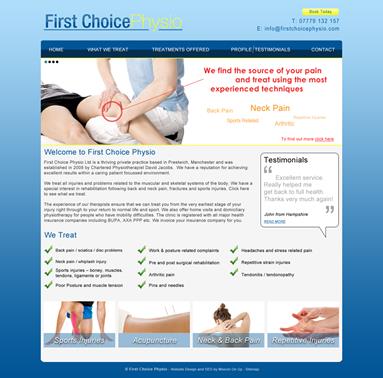 First Choice Physio
Book Today
T: 07779 132 157
E: info@firstchoicephysio.com
HOME
WHAT WE TREAT
TREATMENTS OFFERED
PROFILE / TESTIMONIALS
CONTACT
We find the source of your pain
and treat using the most
experienced techniques
Back Pain
Neck Pain
Sports Related
Repetitive Injuries
Arthritic
To find out more click here
Welcome to First Choice Physio
First Choice Physio Ltd is a thriving private practice based in Prestwich, Manchester and was
established in 2008 by Chartered Physiotherapist David Jacobs. We have a reputation for achieving
excellent results within a caring patient focused environment.
We treat all injuries and problems related to the muscular and skeletal systems of the body. We have a
special interest in rehabilitation following back and neck pain, fractures and sports injuries. Click here
to see what we treat.
The experience of our therapists ensure that we can treat you from the very earliest stage of your
injury right through to your return to normal life and sport. We also offer home visits and domiciliary
physiotherapy for people who have mobility difficulties. The clinic is registered with all major health
insurance companies including BUPA, AXA PPP etc. We invoice your insurance company for you.
Testimonials
Excellent service.
Really helped me
get back to full health.
Thanks very much again!
John from Hampshire
READ MORE
We Treat
Back pain / sciatica / disc problems
Work & posture related complaints
Headaches and stress related pain
Neck pain / whiplash injury
Pre and post surgical rehabilitation
Repetitive strain injuries
Sports injuries – boney, muscles,
tendons, ligaments or joints
Arthritic pain
Tendonitis / tendonopathy
Poor Posture and muscle tension
Pins and needles
Sports Injuries
Acupuncture
Neck & Back Pain
Repetitive Injuries
© First Choice Physio - Website Design and SEO by Mission On Up - Sitemap